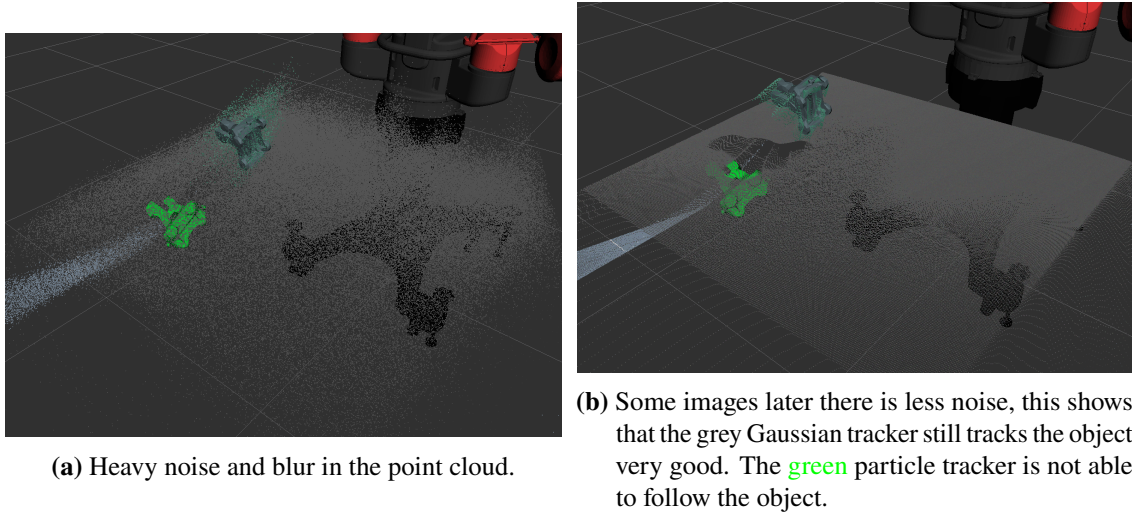 (a) Heavy noise and blur in the point cloud.
(b) Some images later there is less noise, this shows
that the grey Gaussian tracker still tracks the object
very good. The green particle tracker is not able
to follow the object.